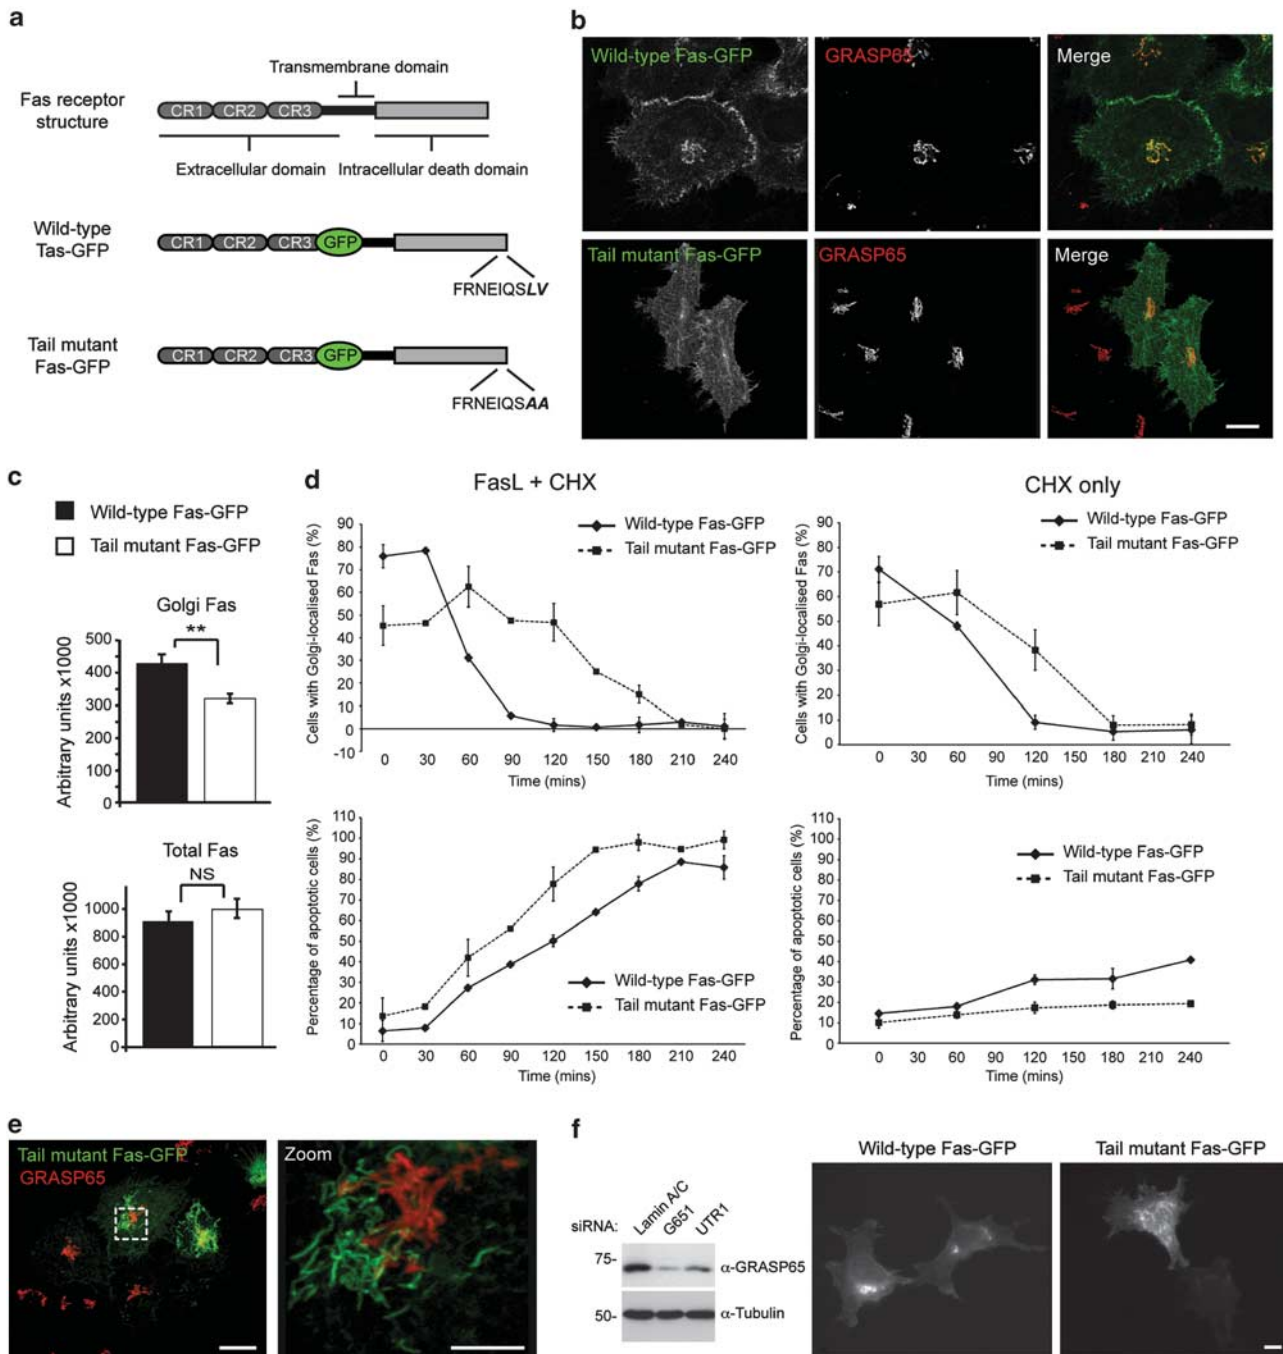 a
Transmembrane domain
Fas receptor
structure
CR1 CR2 CR3
Extracellular domain
Intracellular death domain
Wild-type
Tas-GFP
CR1 CR2 CR3 GFP
FRNEIQSLV
Tail mutant
Fas-GFP
CR1 CR2 CR3 GFP
FRNEIQSAA
b
Wild-type Fas-GFP
GRASP65
Merge
Tail mutant Fas-GFP
GRASP65
Merge
c
Wild-type Fas-GFP
Tail mutant Fas-GFP
Golgi Fas
**
Arbitrary units x1000
500
400
300
400
300
200
100
0
Total Fas
NS
Arbitrary units x1000
1000
800
600
400
200
0
d
FasL + CHX
Wild-type Fas-GFP
Tail mutant Fas-GFP
Cells with Golgi-localised Fas (%)
90
80
70
60
50
40
30
20
10
0
-10
0 30 60 90 120 150 180 210 240
Time (mins)
CHX only
Wild-type Fas-GFP
Tail mutant Fas-GFP
Cells with Golgi-localised Fas (%)
90
80
70
60
50
40
30
20
10
0
0 30 60 90 120 150 180 210 240
Time (mins)
Percentage of apoptotic cells (%)
110
100
90
80
70
60
50
40
30
20
10
0
Wild-type Fas-GFP
Tail mutant Fas-GFP
0 30 60 90 120 150 180 210 240
Time (mins)
Percentage of apoptotic cells (%)
110
100
90
80
70
60
50
40
30
20
10
0
Wild-type Fas-GFP
Tail mutant Fas-GFP
0 30 60 90 120 150 180 210 240
Time (mins)
e
Tail mutant Fas-GFP
GRASP65
Zoom
f
siRNA:
Lamin A/C
G651
UTR1
75-
α-GRASP65
50-
α-Tubulin
Wild-type Fas-GFP
Tail mutant Fas-GFP